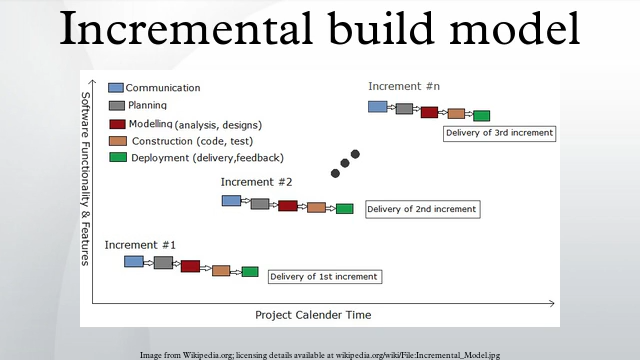 Incremental build model
Software Functionality & Features
Communication
Planning
Modelling (analysis, designs)
Construction (code, test)
Deployment (delivery,feedback)
Increment #n
Delivery of 3rd increment
Increment #2
Delivery of 2nd increment
Increment #1
Delivery of 1st increment
Project Calender Time
Image from Wikipedia.org; licensing details available at wikipedia.org/wiki/File:Incremental_Model.jpg